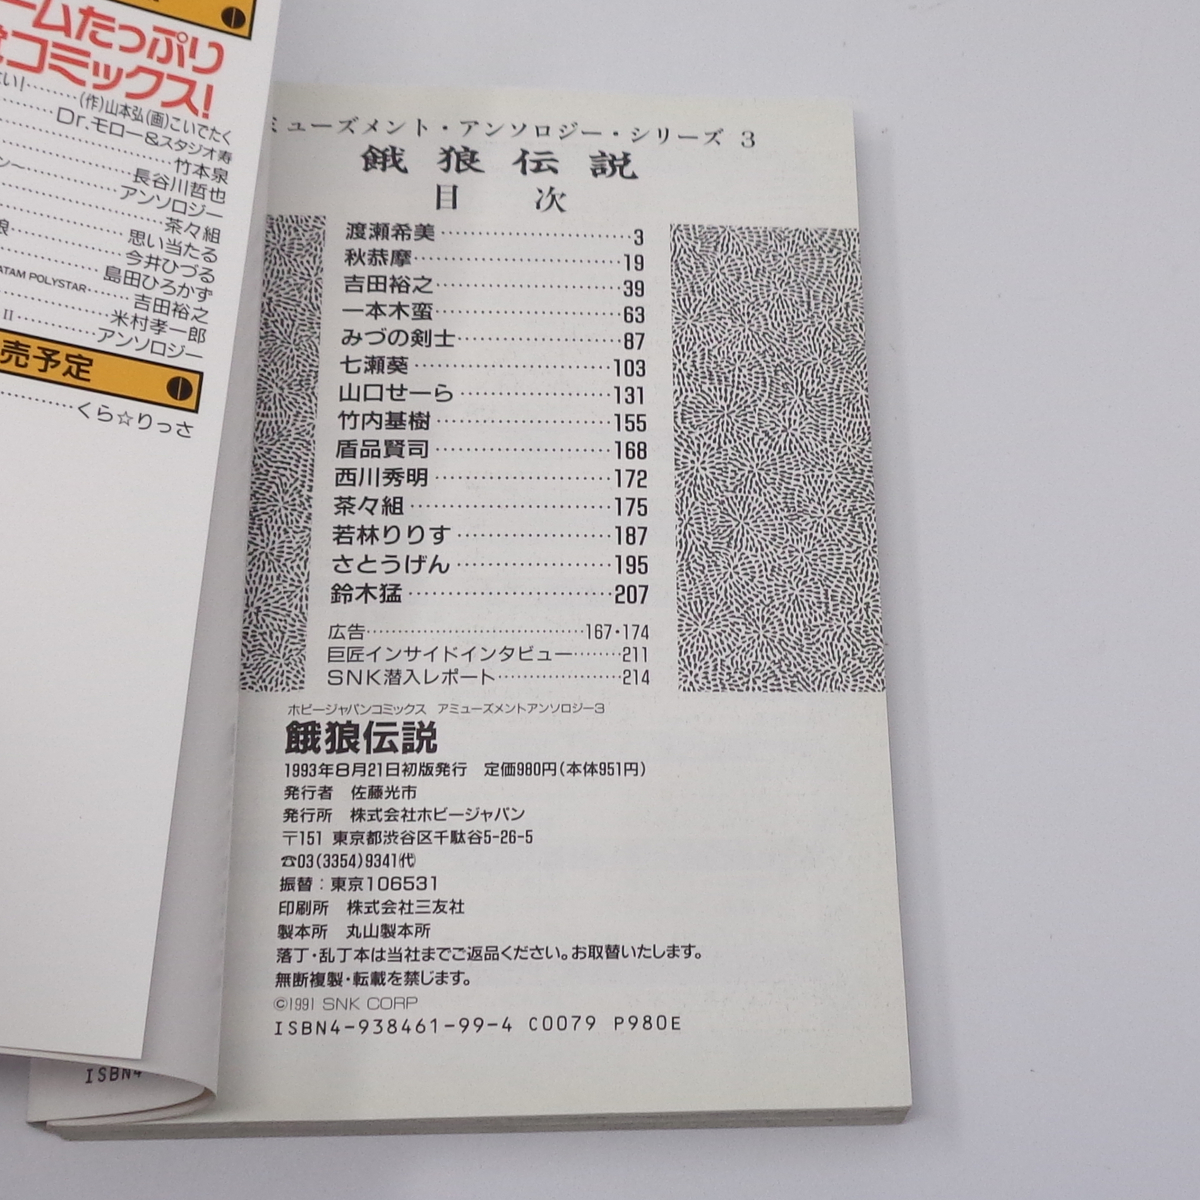 ームたっぷり
コミックス!
い!………(作)山本弘(画)こいでたく
Dr.モロー&スタジオ寿
竹本泉
長谷川哲也
アンソロジー
茶々組
思い当たる
今井ひづる
島田ひろかず
ATAM POLYSTAR……吉田裕之
米村孝一郎
II………アンソロジー
売予定
くら☆りっさ
ミューズメント・アンソロジー・シリーズ 3
餓狼伝説
目 次
渡瀬希美………3
秋恭摩………19
吉田裕之………39
一本木蛮………63
みづの剣士………87
七瀬葵………103
山口せーら………131
竹内基樹………155
盾品賢司………168
西川秀明………172
茶々組………175
若林りりす………187
さとうげん………195
鈴木猛………207
広告………167・174
巨匠インサイドインタビュー………211
SNK潜入レポート………214
ホビージャパンコミックス アミューズメントアンソロジー3
餓狼伝説
1993年8月21日初版発行 定価980円(本体951円)
発行者 佐藤光市
発行所 株式会社ホビージャパン
〒151 東京都渋谷区千駄谷5-26-5
☎03(3354)9341㈹
振替:東京106531
印刷所 株式会社三友社
製本所 丸山製本所
落丁・乱丁本は当社までご返品ください。お取替いたします。
無断複製・転載を禁じます。
©1991 SNK CORP
ISBN4-938461-99-4 C0079 P980E
ISBN4